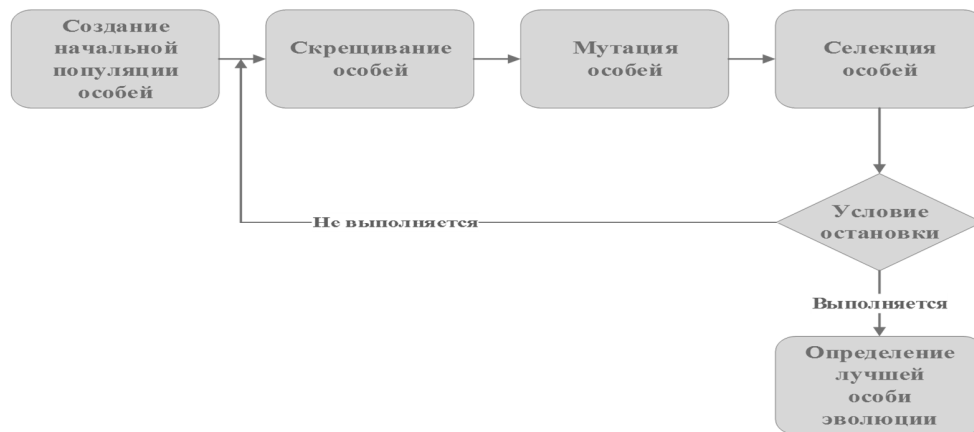 Создание
начальной
популяции
особей
Скрещивание
особей
Мутация
особей
Селекция
особей
Условие
остановки
Не выполняется
Выполняется
Определение
лучшей
особи
эволюции